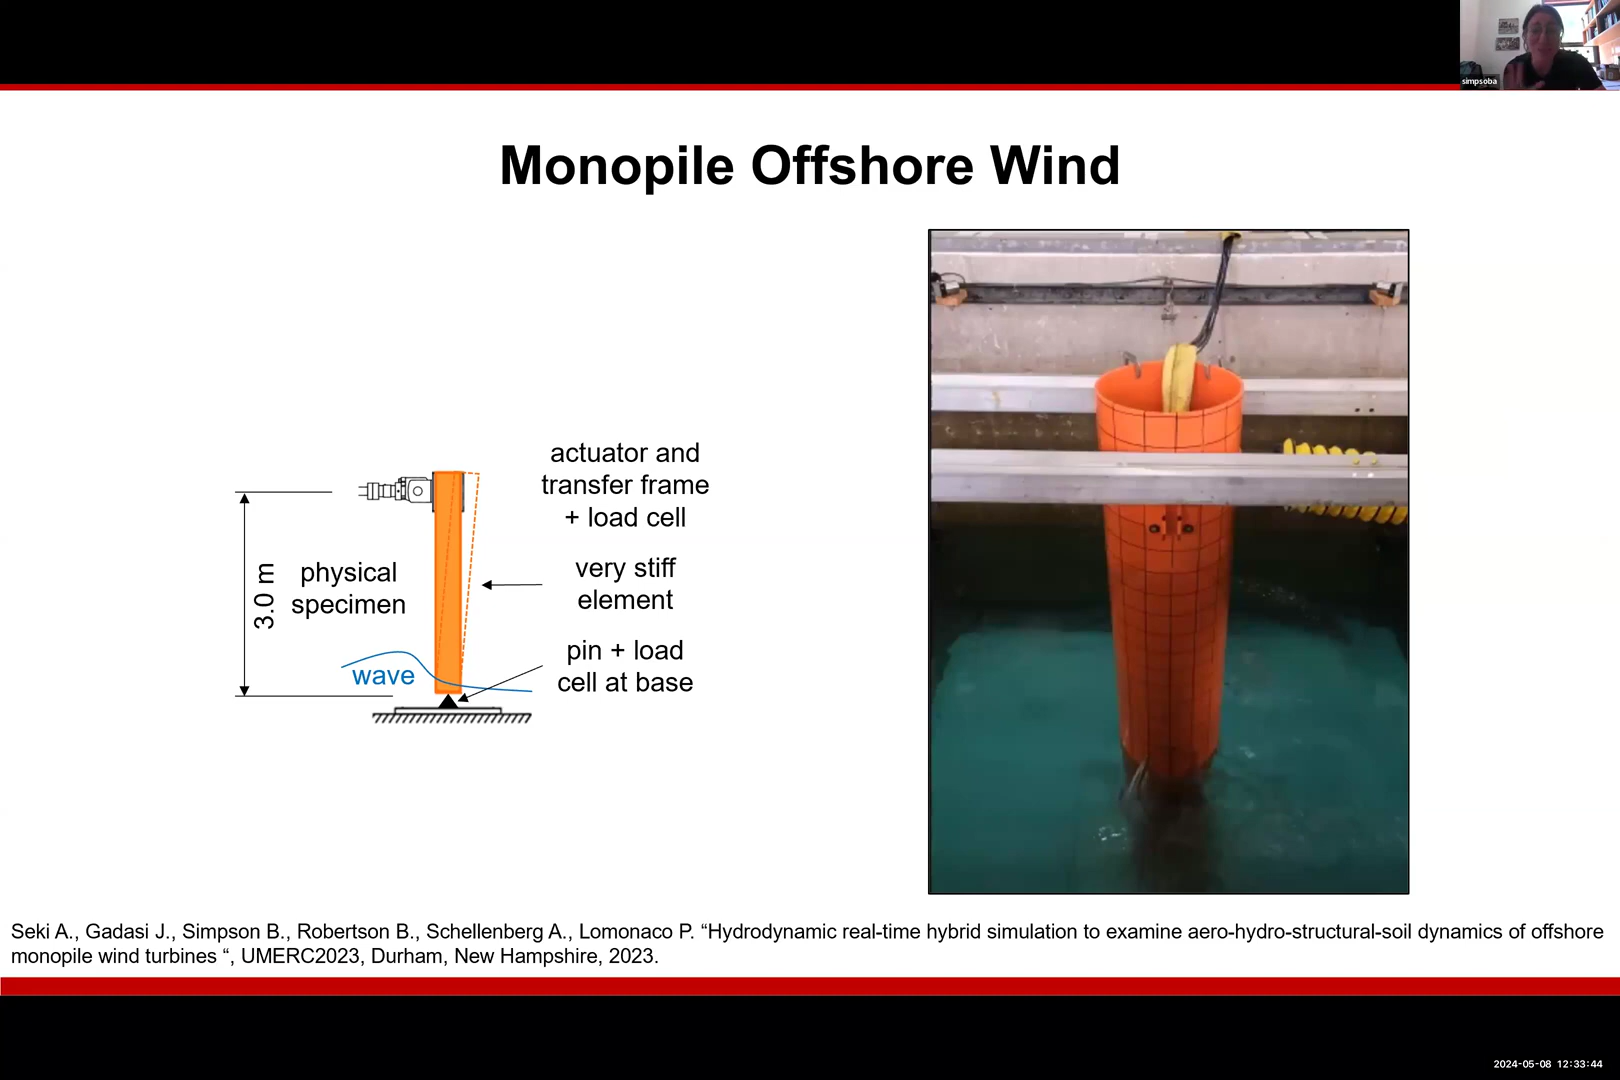 simpsoba
Monopile Offshore Wind
actuator and
transfer frame
+ load cell
very stiff
element
pin + load
cell at base
physical
specimen
3.0 m
wave
Seki A., Gadasi J., Simpson B., Robertson B., Schellenberg A., Lomonaco P. “Hydrodynamic real-time hybrid simulation to examine aero-hydro-structural-soil dynamics of offshore
monopile wind turbines “, UMERC2023, Durham, New Hampshire, 2023.
2024-05-08 12:33:44